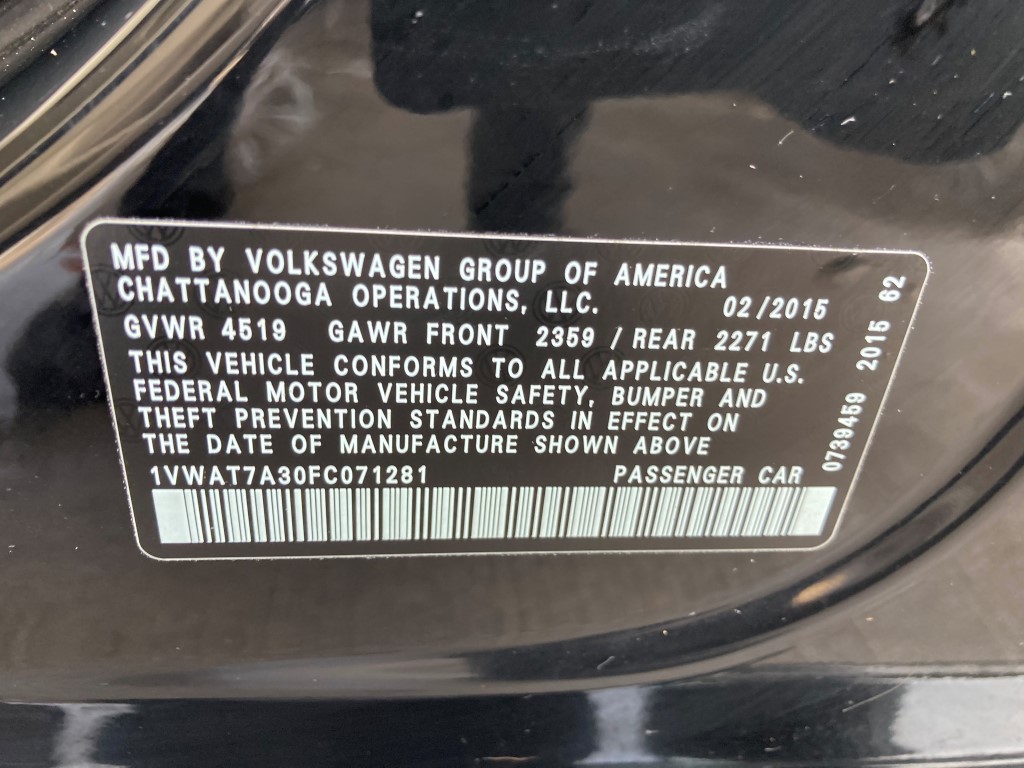 MFD BY VOLKSWAGEN GROUP OF AMERICA
CHATTANOOGA OPERATIONS, LLC. 02/2015
GVWR 4519 GAWR FRONT 2359 / REAR 2271 LBS
THIS VEHICLE CONFORMS TO ALL APPLICABLE U.S.
FEDERAL MOTOR VEHICLE SAFETY, BUMPER AND
THEFT PREVENTION STANDARDS IN EFFECT ON
THE DATE OF MANUFACTURE SHOWN ABOVE
1VWAT7A30FC071281 PASSENGER CAR
0739459 2015 62